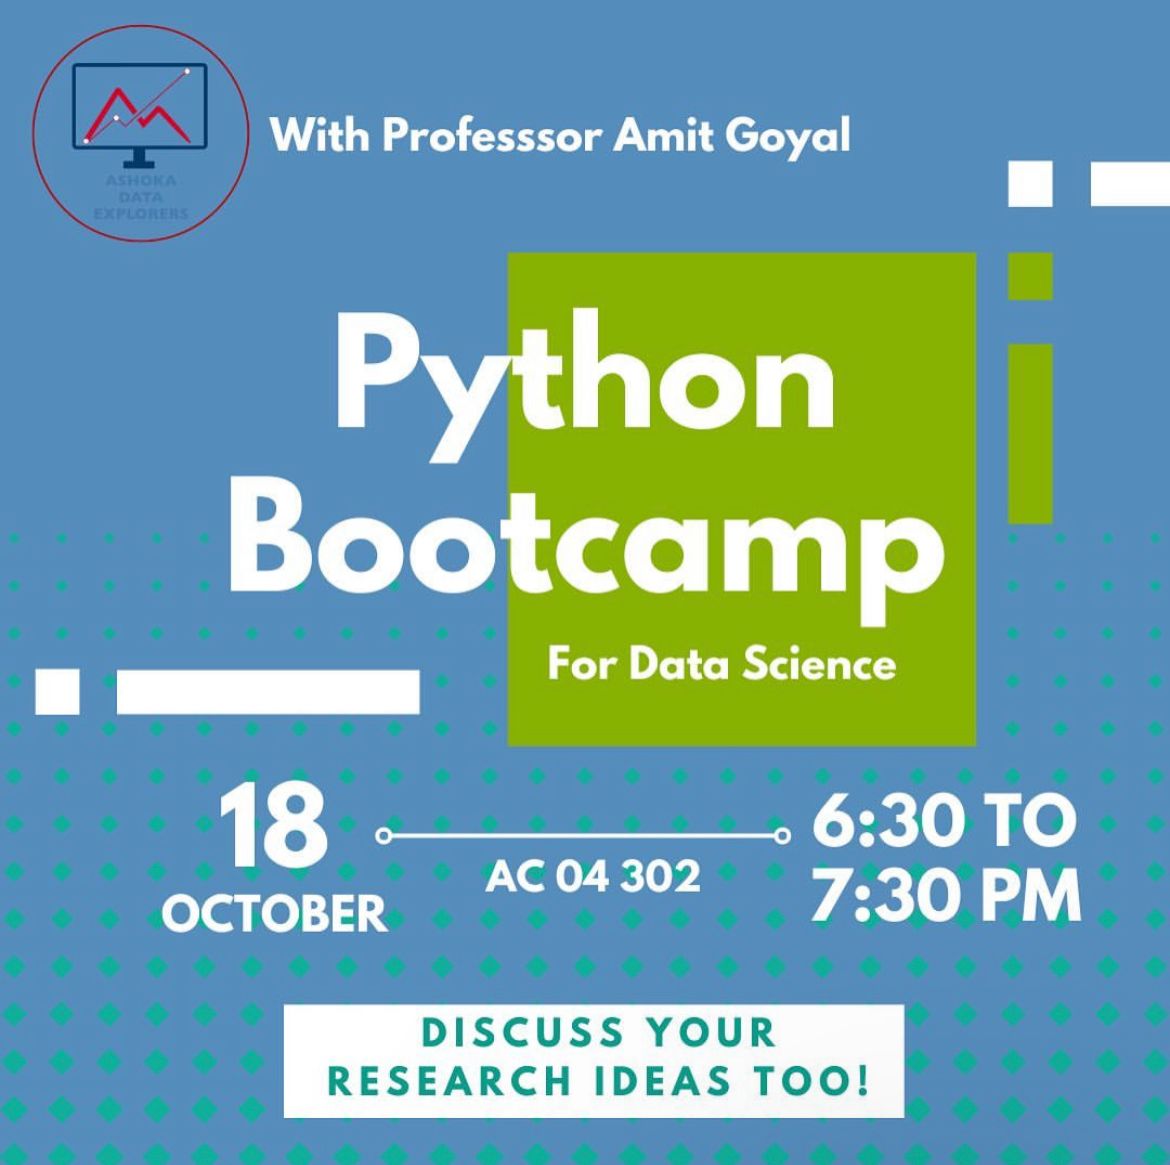 ASHOKA
DATA
EXPLORERS
With Professsor Amit Goyal
Python
Bootcamp
For Data Science
18
OCTOBER
AC 04 302
6:30 TO
7:30 PM
DISCUSS YOUR
RESEARCH IDEAS TOO!